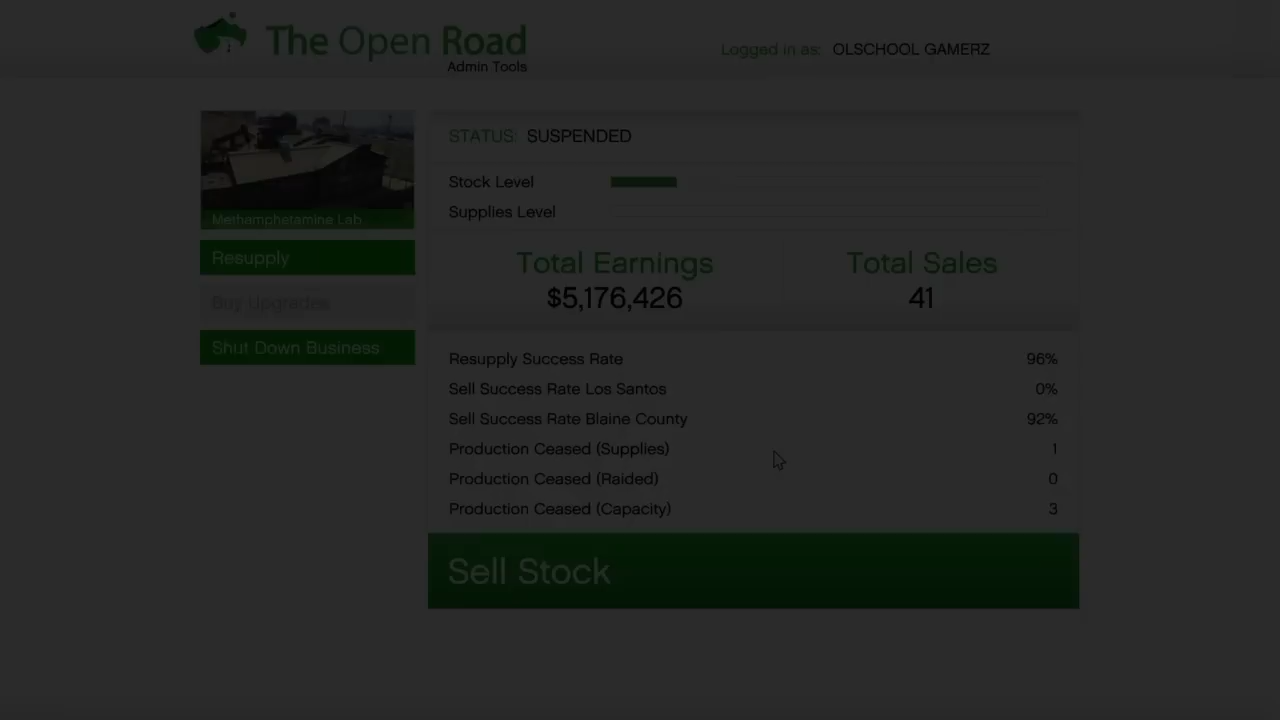 The Open Road
Admin Tools
Logged in as: OLSCHOOL GAMERZ
Methamphetamine Lab
Resupply
Buy Upgrades
Shut Down Business
STATUS: SUSPENDED
Stock Level
Supplies Level
Total Earnings
$5,176,426
Total Sales
41
Resupply Success Rate 96%
Sell Success Rate Los Santos 0%
Sell Success Rate Blaine County 92%
Production Ceased (Supplies) 1
Production Ceased (Raided) 0
Production Ceased (Capacity) 3
Sell Stock